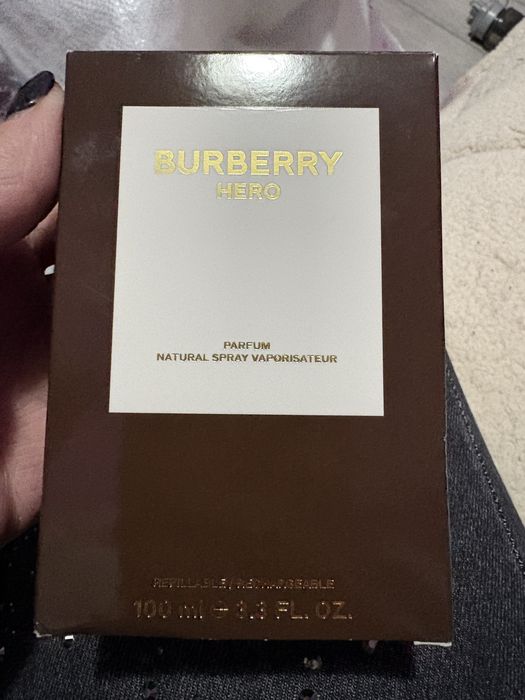 BURBERRY
HERO
PARFUM
NATURAL SPRAY VAPORISATEUR
REFILLABLE/RECHARGEABLE
100 ml ℮ 3.3 FL. OZ.